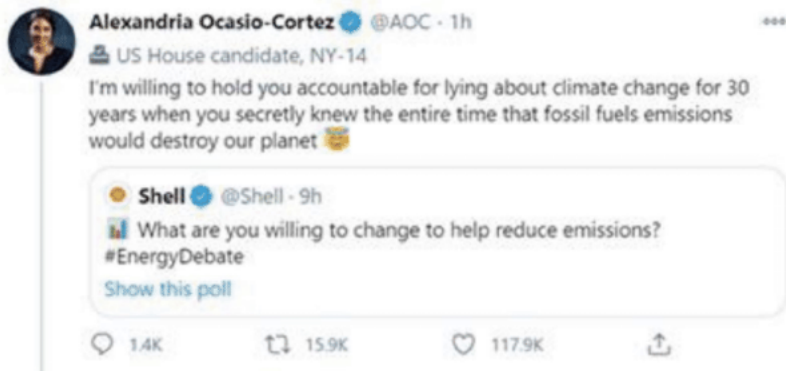 Alexandria Ocasio-Cortez @AOC · 1h
US House candidate, NY-14
I'm willing to hold you accountable for lying about climate change for 30
years when you secretly knew the entire time that fossil fuels emissions
would destroy our planet 😇
Shell @Shell · 9h
📊 What are you willing to change to help reduce emissions?
#EnergyDebate
Show this poll
1.4K 15.9K 117.9K